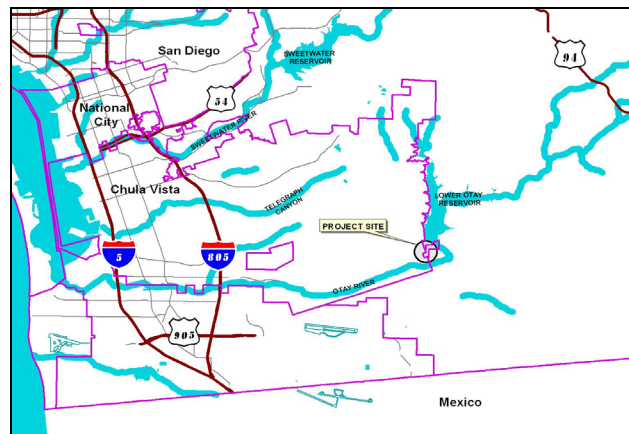 San Diego
SWEETWATER
RESERVOIR
94
54
National
City
SWEETWATER RIVER
Chula Vista
TELEGRAPH
CANYON
LOWER OTAY
RESERVOIR
PROJECT SITE
5
805
OTAY RIVER
905
Mexico